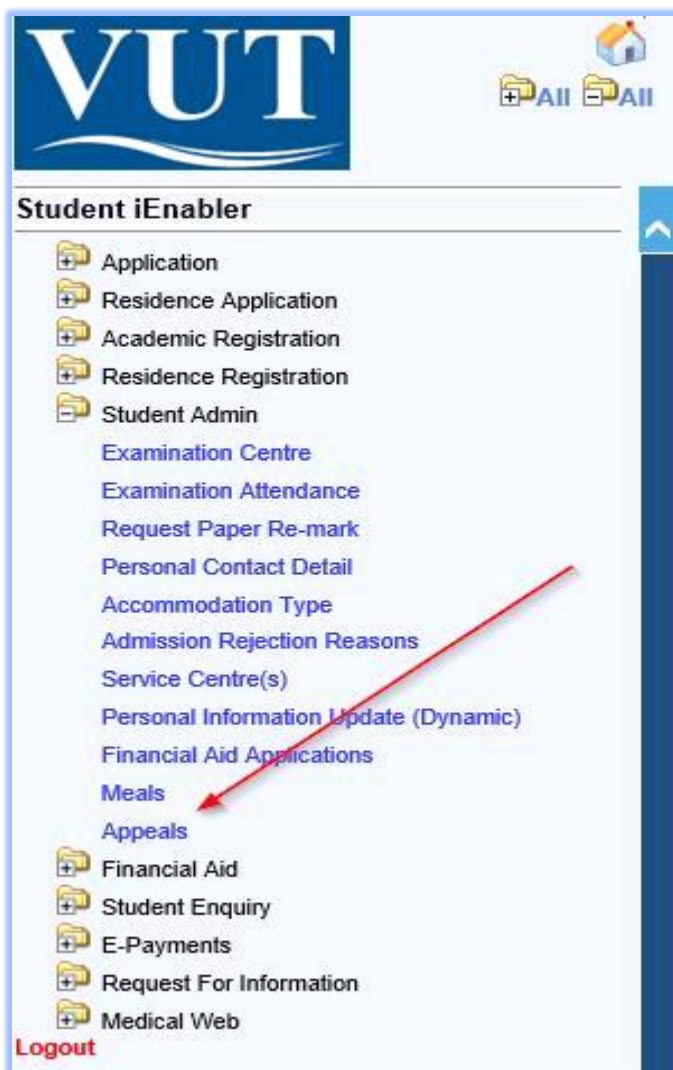 VUT
All All
Student iEnabler
Application
Residence Application
Academic Registration
Residence Registration
Student Admin
Examination Centre
Examination Attendance
Request Paper Re-mark
Personal Contact Detail
Accommodation Type
Admission Rejection Reasons
Service Centre(s)
Personal Information Update (Dynamic)
Financial Aid Applications
Meals
Appeals
Financial Aid
Student Enquiry
E-Payments
Request For Information
Medical Web
Logout